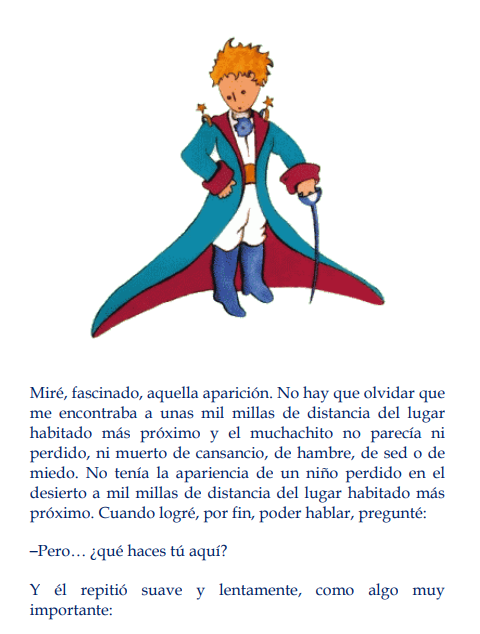 Miré, fascinado, aquella aparición. No hay que olvidar que
me encontraba a unas mil millas de distancia del lugar
habitado más próximo y el muchachito no parecía ni
perdido, ni muerto de cansancio, de hambre, de sed o de
miedo. No tenía la apariencia de un niño perdido en el
desierto a mil millas de distancia del lugar habitado más
próximo. Cuando logré, por fin, poder hablar, pregunté:
–Pero… ¿qué haces tú aquí?
Y él repitió suave y lentamente, como algo muy
importante: